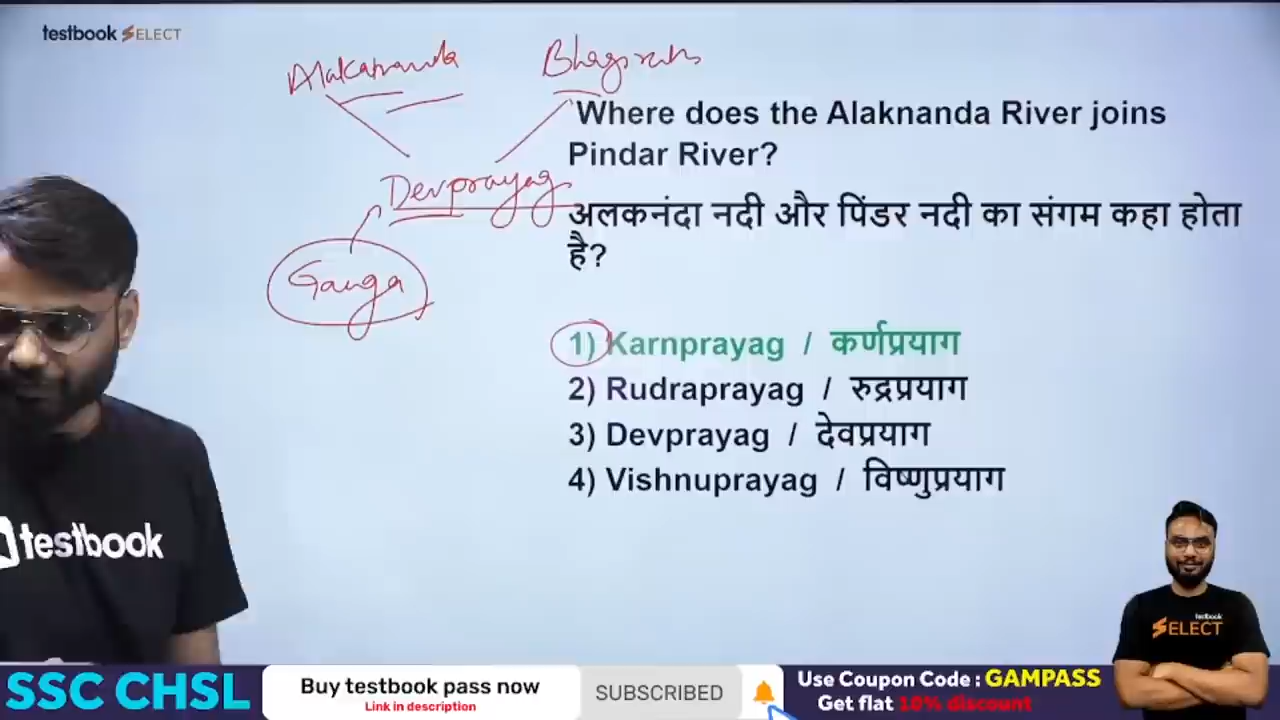 testbook SELECT
Alakananda
Devprayag
Ganga
'Where does the Alaknanda River joins
Pindar River?
अलकनंदा नदी और पिंडर नदी का संगम कहा होता
है?
1) Karnprayag / कर्णप्रयाग
2) Rudraprayag / रुद्रप्रयाग
3) Devprayag / देवप्रयाग
4) Vishnuprayag / विष्णुप्रयाग
testbook
testbook
SELECT
SSC CHSL
Buy testbook pass now
Link in description
SUBSCRIBED
Use Coupon Code : GAMPASS
Get flat 10% discount